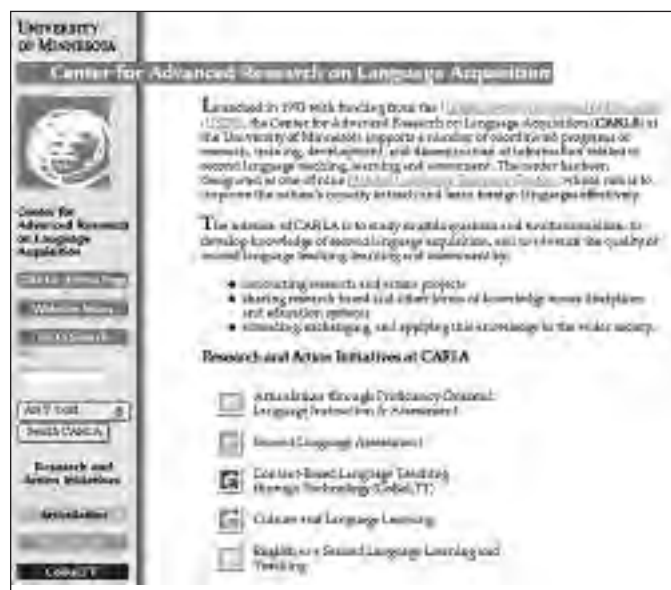 UNIVERSITY
OF MINNESOTA
Center for Advanced Research on Language Acquisition
Launched in 1993 with funding from the
the Center for Advanced Research on Language Acquisition (CARLA) at
the University of Minnesota supports a number of coordinated programs of
research, training, development, and dissemination of information related to
second language teaching, learning and assessment. The center has been
designated as one of nine whose role is to
improve the nation's capacity to teach and learn foreign languages effectively.
The mission of CARLA is to study multilingualism and multiculturalism, to
develop knowledge of second language acquisition, and to advance the quality of
second language teaching, learning and assessment by:
conducting research and action projects
sharing research-based and other forms of knowledge across disciplines
and education systems
extending, exchanging, and applying this knowledge in the wider society.
Research and Action Initiatives at CARLA
Center for
Advanced Research
on Language
Acquisition
Search CARLA
Research and
Action Initiatives
Articulation
CoBaLTT
Articulation through Proficiency-Oriented
Language Instruction & Assessment
Second Language Assessment
Content-Based Language Teaching
through Technology (CoBaLTT)
Culture and Language Learning
English as a Second Language Learning and
Teaching